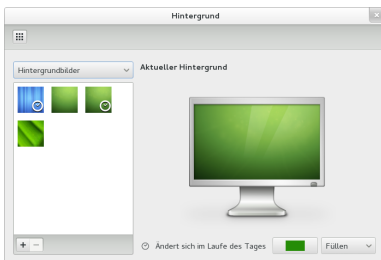 Hintergrund
Hintergrundbilder
Aktueller Hintergrund
Ändert sich im Laufe des Tages
Füllen